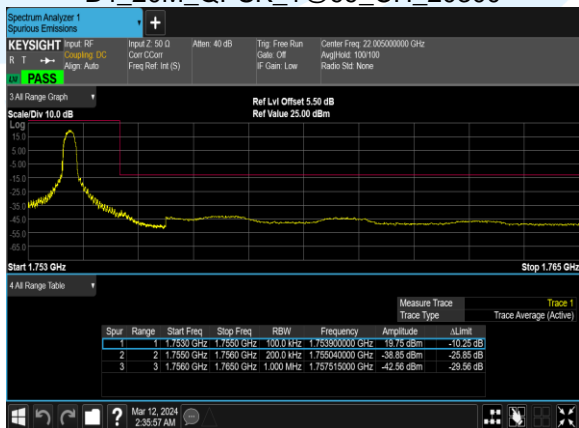 Spectrum Analyzer 1
Spurious Emissions
KEYSIGHT Input: RF Input Z: 50 Ω Atten: 40 dB Trig: Free Run Center Freq: 22.005000000 GHz
R T Coupling: DC Corr CCorr Gate: Off Avg|Hold: 100/100
Align: Auto Freq Ref: Int (S) IF Gain: Low Radio Std: None
PASS
3 All Range Graph
Ref Lvl Offset 5.50 dB
Scale/Div 10.0 dB Ref Value 25.00 dBm
Log
15.0
5.00
-5.00
-15.0
-25.0
-35.0
-45.0
-55.0
-65.0
Start 1.753 GHz Stop 1.765 GHz
4 All Range Table
Measure Trace Trace 1
Trace Type Trace Average (Active)
Spur Range Start Freq Stop Freq RBW Frequency Amplitude ΔLimit
1 1 1.7530 GHz 1.7550 GHz 100.0 kHz 1.753900000 GHz 19.75 dBm -10.25 dB
2 2 1.7550 GHz 1.7560 GHz 200.0 kHz 1.755040000 GHz -38.85 dBm -25.85 dB
3 3 1.7560 GHz 1.7650 GHz 1.000 MHz 1.757515000 GHz -42.56 dBm -29.56 dB
? Mar 12, 2024
2:35:57 AM